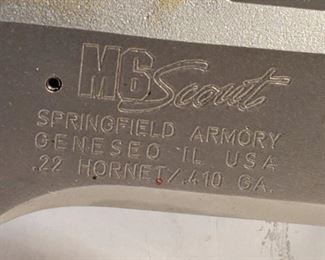 M6 Scout
SPRINGFIELD ARMORY
GENESEO IL USA
.22 HORNET/.410 GA.